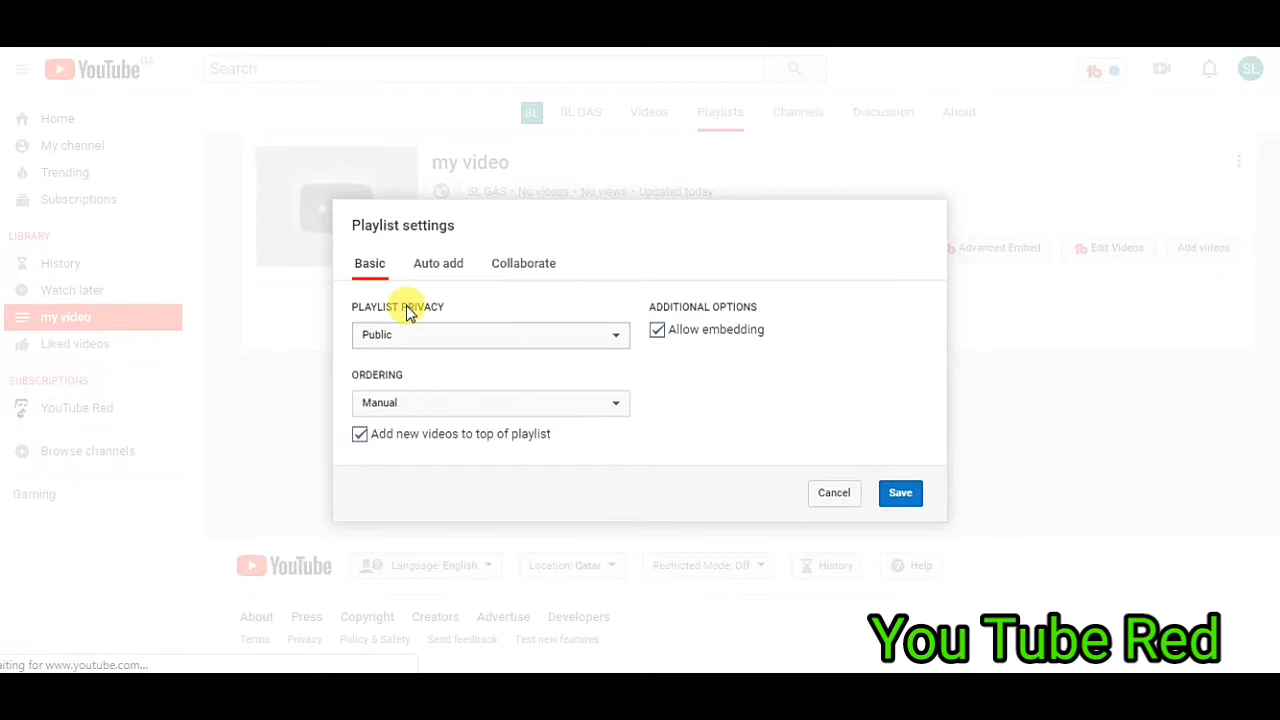 YouTube QA
Search
tb
SL
Home
My channel
Trending
Subscriptions
LIBRARY
History
Watch later
my video
Liked videos
SUBSCRIPTIONS
YouTube Red
Browse channels
Gaming
SL
SL GAS
Videos
Playlists
Channels
Discussion
About
my video
SL GAS • No videos • No views • Updated today
Advanced Embed
tb Edit Videos
Add videos
Playlist settings
Basic
Auto add
Collaborate
PLAYLIST PRIVACY
Public
ORDERING
Manual
Add new videos to top of playlist
ADDITIONAL OPTIONS
Allow embedding
Cancel
Save
YouTube
Language: English
Location: Qatar
Restricted Mode: Off
History
Help
About
Press
Copyright
Creators
Advertise
Developers
Terms
Privacy
Policy & Safety
Send feedback
Test new features
aiting for www.youtube.com...
You Tube Red